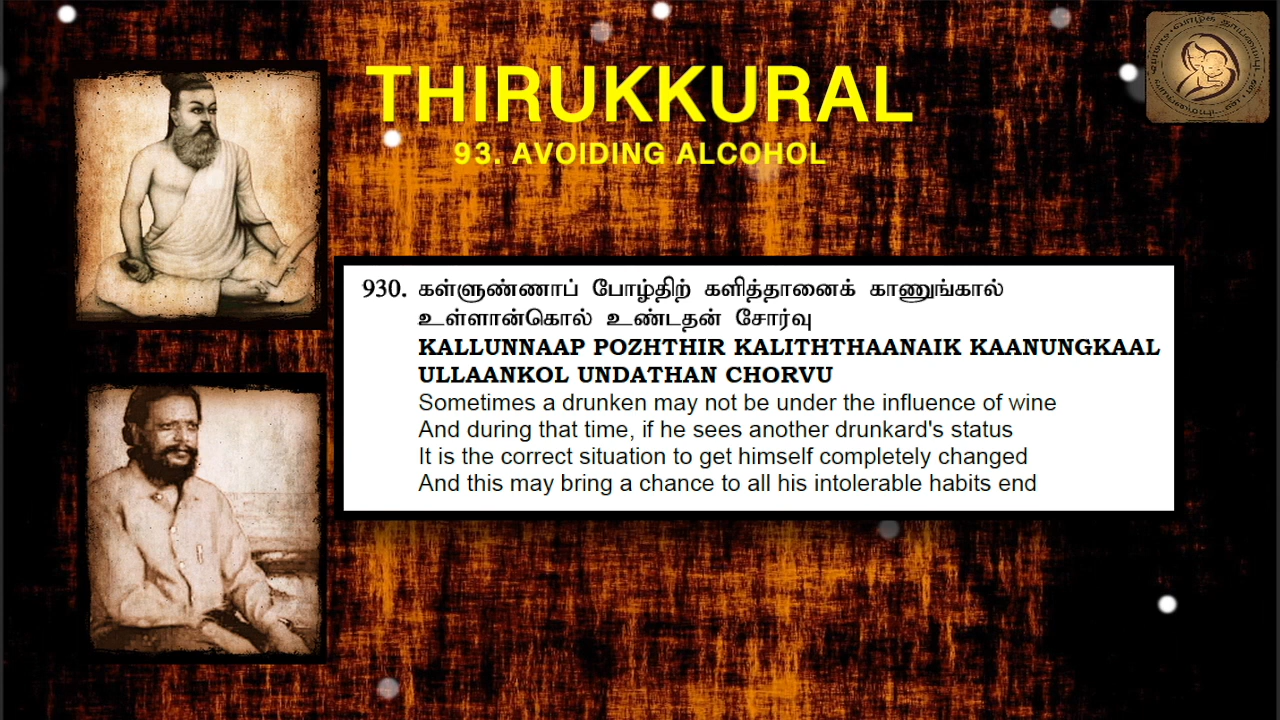 THIRUKKURAL
93. AVOIDING ALCOHOL
930. கள்ளுண்ணாப் போழ்திற் களித்தானைக் காணுங்கால்
உள்ளான்கொல் உண்டதன் சோர்வு
KALLUNNAAP POZHTHIR KALITHTHAANAIK KAANUNGKAAL
ULLAANKOL UNDATHAN CHORVU
Sometimes a drunken may not be under the influence of wine
And during that time, if he sees another drunkard's status
It is the correct situation to get himself completely changed
And this may bring a chance to all his intolerable habits end